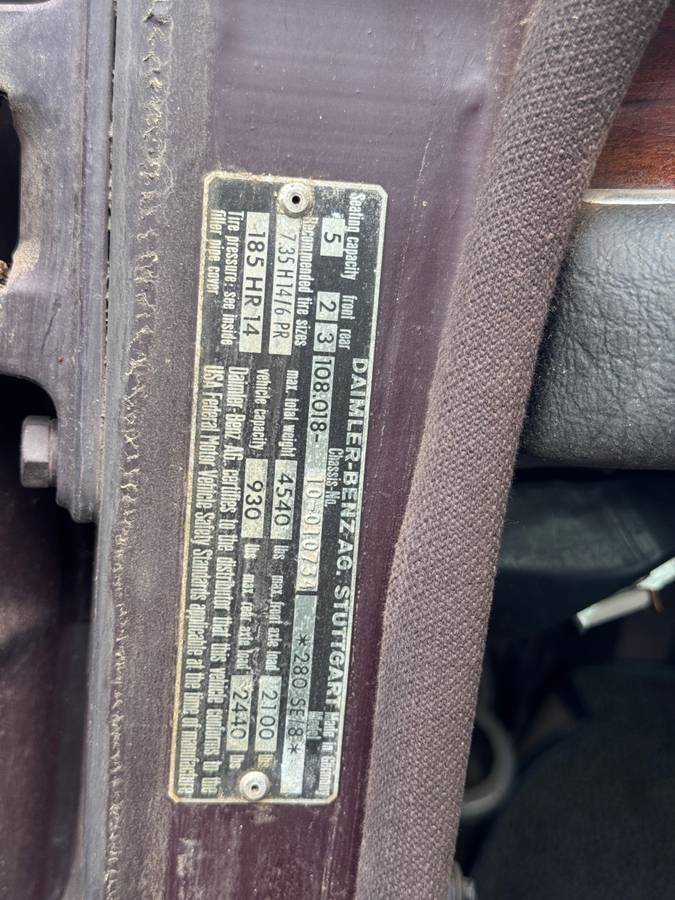 DAIMLER-BENZ AG. STUTTGART
Made in Germany
Seating capacity front rear Chassis-No. Model
5 2 3 108.018- 10-010734 *280 SE/8*
Recommended tire sizes max. total weight 4540 lbs max. front axle load 2100 lbs
7.35 H 14/6 PR
185 HR 14 vehicle capacity 930 lbs max. rear axle load 2440 lbs
Tire pressure: see inside Daimler-Benz AG. certifies to the distributor that this vehicle conforms to the
filler pipe cover USA Federal Motor Vehicle Safety Standards applicable at the time of manufacture